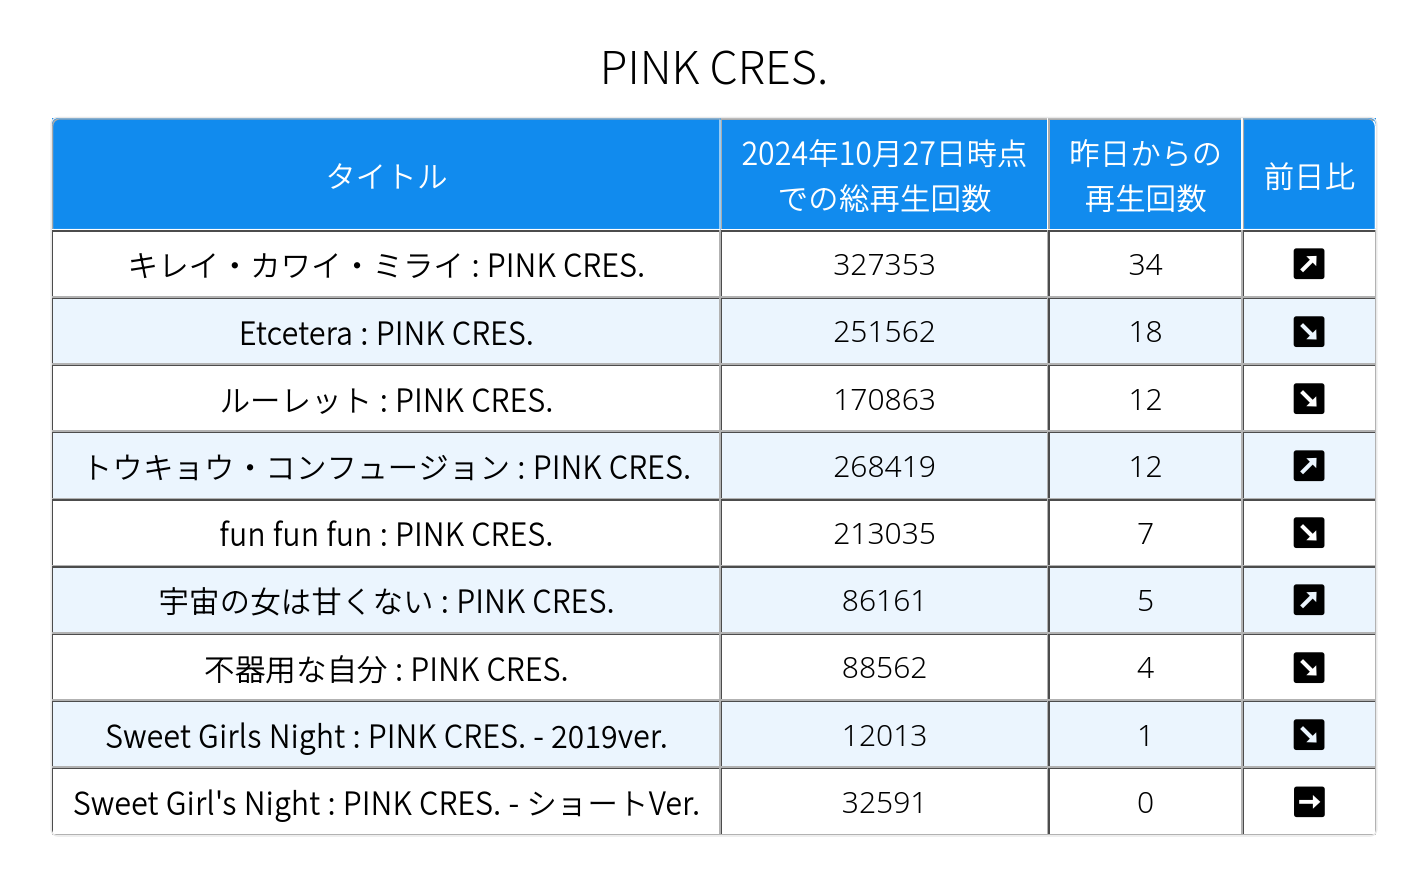 PINK CRES.
タイトル
2024年10月27日時点
での総再生回数
昨日からの
再生回数
前日比
キレイ・カワイ・ミライ : PINK CRES. 327353 34
Etcetera : PINK CRES. 251562 18
ルーレット : PINK CRES. 170863 12
トウキョウ・コンフュージョン : PINK CRES. 268419 12
fun fun fun : PINK CRES. 213035 7
宇宙の女は甘くない : PINK CRES. 86161 5
不器用な自分 : PINK CRES. 88562 4
Sweet Girls Night : PINK CRES. - 2019ver. 12013 1
Sweet Girl's Night : PINK CRES. - ショートVer. 32591 0